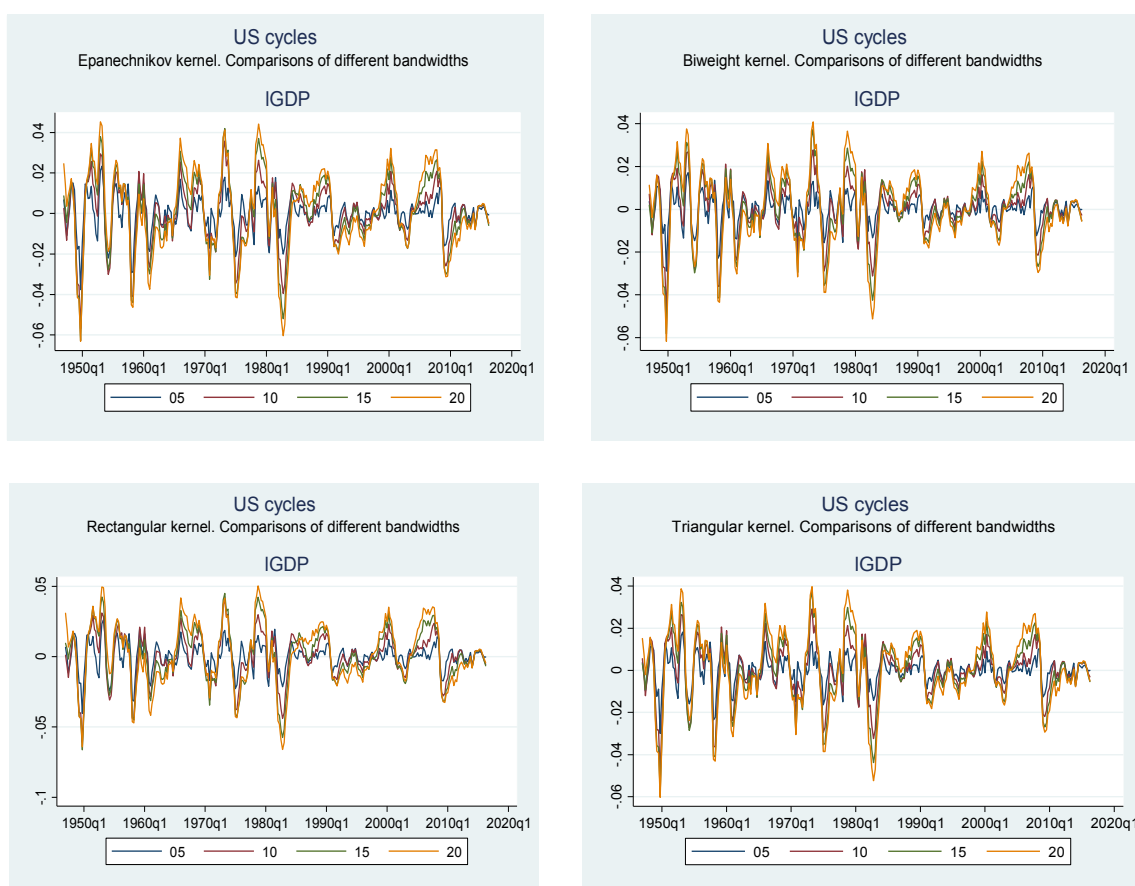 US cycles
Epanechnikov kernel. Comparisons of different bandwidths
lGDP
.04
.02
0
-.02
-.04
-.06
1950q1 1960q1 1970q1 1980q1 1990q1 2000q1 2010q1 2020q1
05 10 15 20
US cycles
Biweight kernel. Comparisons of different bandwidths
lGDP
.04
.02
0
-.02
-.04
-.06
1950q1 1960q1 1970q1 1980q1 1990q1 2000q1 2010q1 2020q1
05 10 15 20
US cycles
Rectangular kernel. Comparisons of different bandwidths
lGDP
.05
0
-.05
-.1
1950q1 1960q1 1970q1 1980q1 1990q1 2000q1 2010q1 2020q1
05 10 15 20
US cycles
Triangular kernel. Comparisons of different bandwidths
lGDP
.04
.02
0
-.02
-.04
-.06
1950q1 1960q1 1970q1 1980q1 1990q1 2000q1 2010q1 2020q1
05 10 15 20